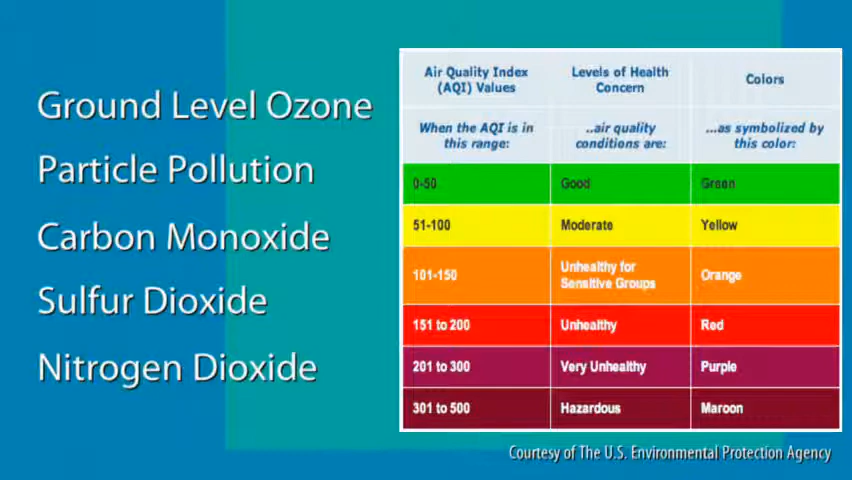 Ground Level Ozone
Particle Pollution
Carbon Monoxide
Sulfur Dioxide
Nitrogen Dioxide
Air Quality Index
(AQI) Values
Levels of Health
Concern
Colors
When the AQI is in
this range:
..air quality
conditions are:
...as symbolized by
this color:
0-50
Good
Green
51-100
Moderate
Yellow
101-150
Unhealthy for
Sensitive Groups
Orange
151 to 200
Unhealthy
Red
201 to 300
Very Unhealthy
Purple
301 to 500
Hazardous
Maroon
Courtesy of The U.S. Environmental Protection Agency